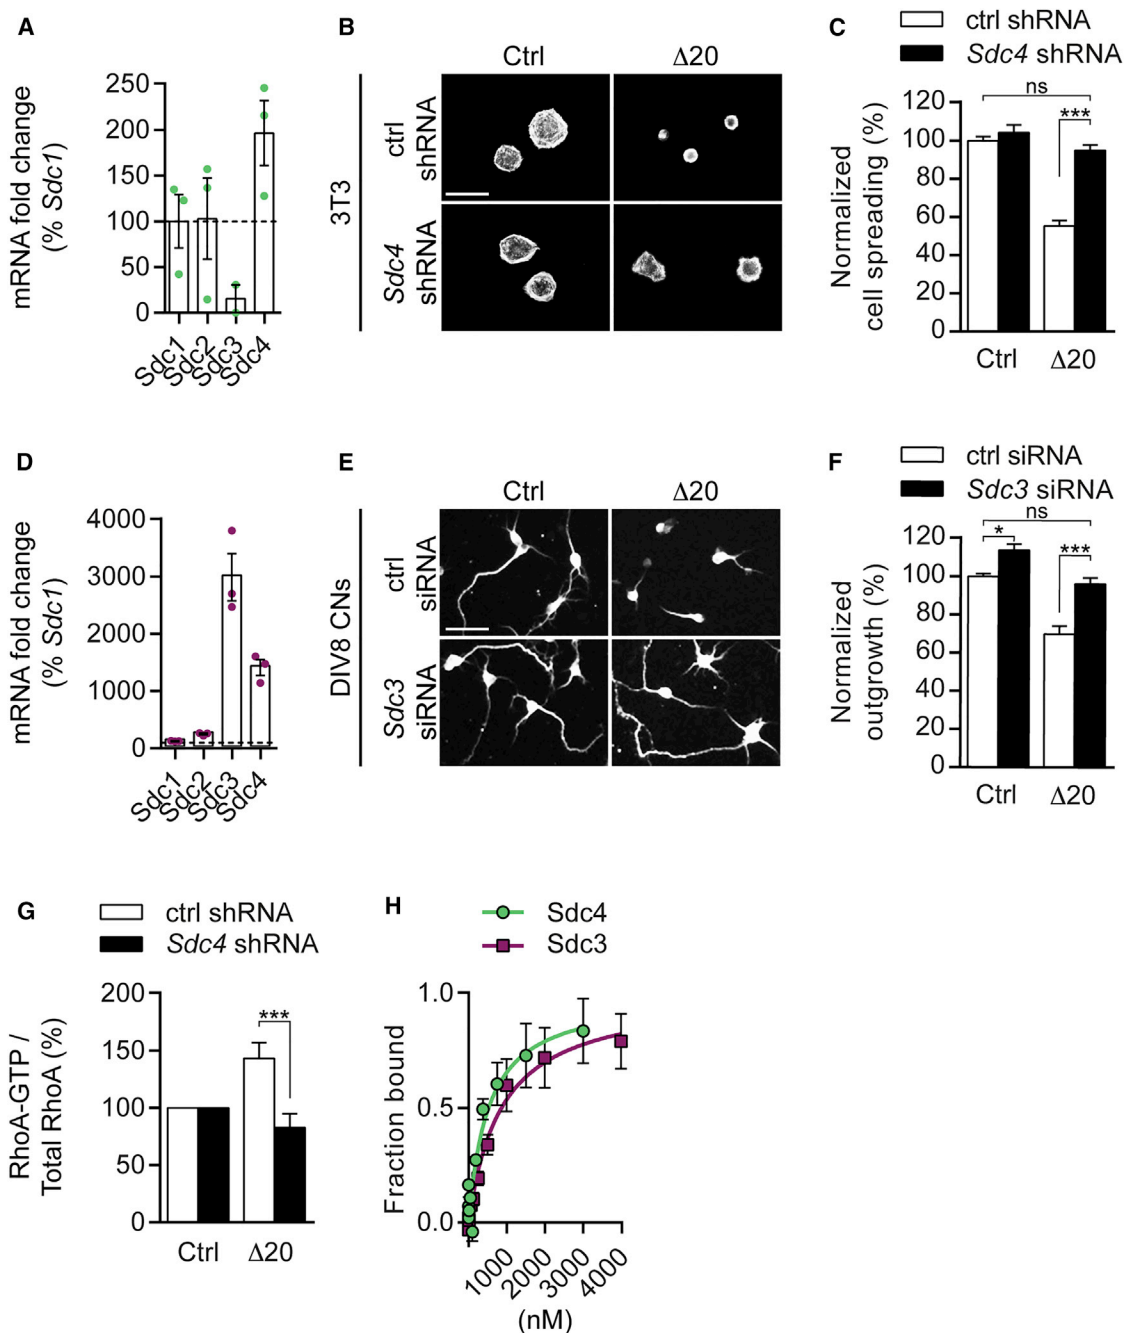 A
mRNA fold change
(% Sdc1)
250
200
150
100
50
0
Sdc1
Sdc2
Sdc3
Sdc4
B
Ctrl
Δ20
3T3
ctrl
shRNA
Sdc4
shRNA
C
ctrl shRNA
Sdc4 shRNA
Normalized
cell spreading (%)
120
100
80
60
40
20
0
ns
***
Ctrl
Δ20
D
mRNA fold change
(% Sdc1)
4000
3000
2000
1000
0
Sdc1
Sdc2
Sdc3
Sdc4
E
Ctrl
Δ20
DIV8 CNs
ctrl
siRNA
Sdc3
siRNA
F
ctrl siRNA
Sdc3 siRNA
Normalized
outgrowth (%)
120
100
80
60
40
20
0
ns
*
***
Ctrl
Δ20
G
ctrl shRNA
Sdc4 shRNA
RhoA-GTP /
Total RhoA (%)
200
150
100
50
0
***
Ctrl
Δ20
H
Sdc4
Sdc3
Fraction bound
1.0
0.5
0.0
1000
2000
3000
4000
(nM)